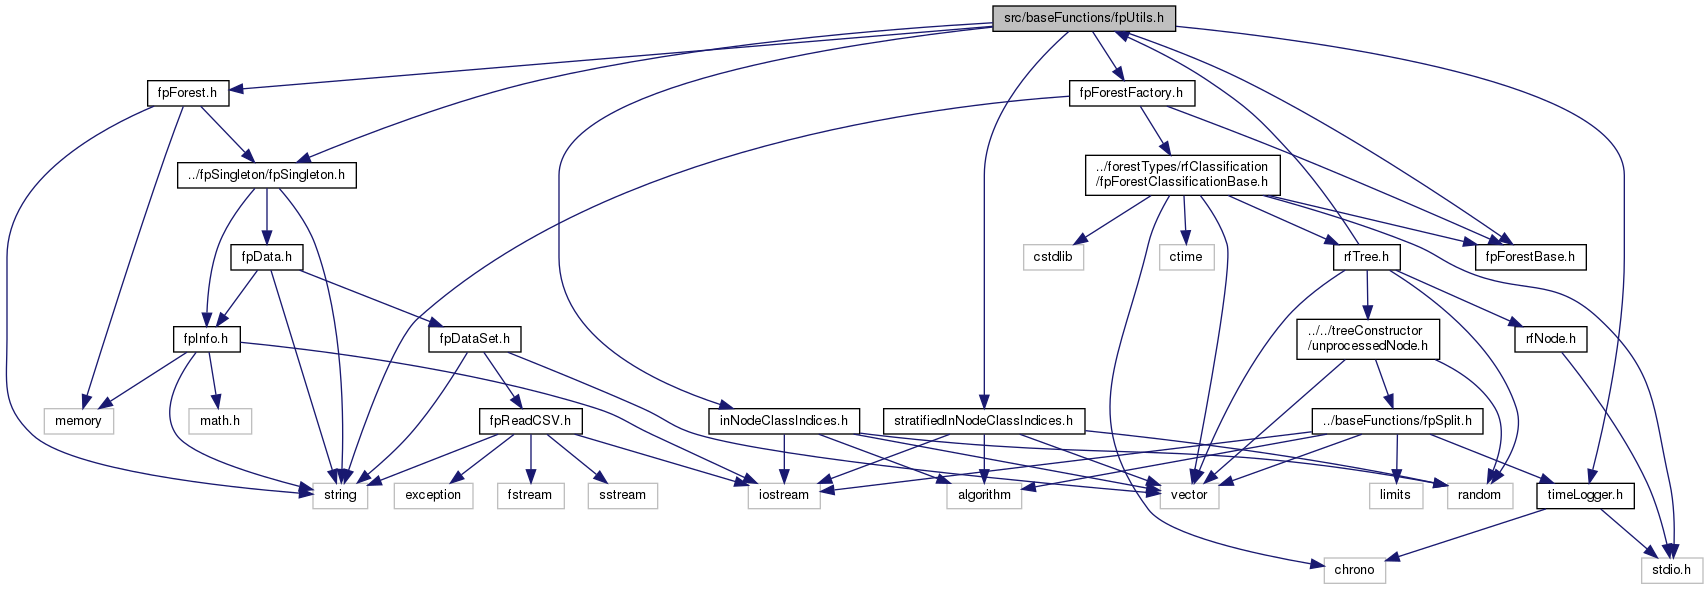 src/baseFunctions/fpUtils.h
fpForest.h
fpForestFactory.h
../fpSingleton/fpSingleton.h
../forestTypes/rfClassification
/fpForestClassificationBase.h
fpData.h
cstdlib
ctime
rfTree.h
fpForestBase.h
fpInfo.h
fpDataSet.h
../../treeConstructor
/unprocessedNode.h
rfNode.h
memory
math.h
fpReadCSV.h
inNodeClassIndices.h
stratifiedInNodeClassIndices.h
../baseFunctions/fpSplit.h
string
exception
fstream
sstream
iostream
algorithm
vector
limits
random
timeLogger.h
chrono
stdio.h